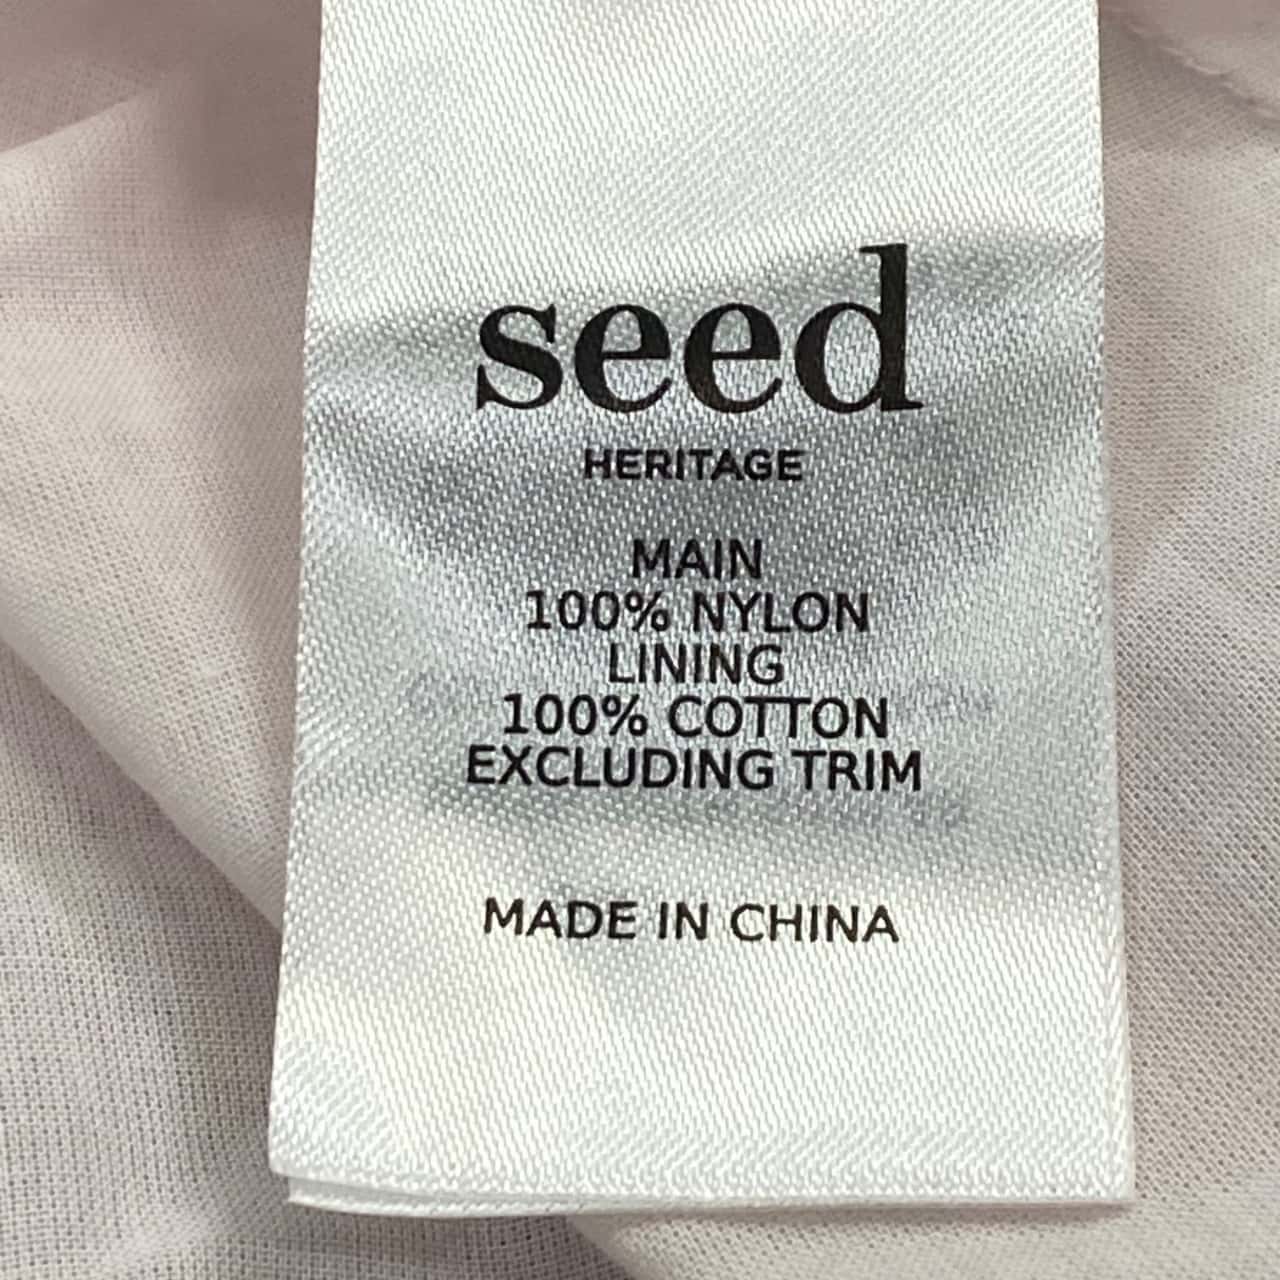 seed
HERITAGE
MAIN
100% NYLON
LINING
100% COTTON
EXCLUDING TRIM
MADE IN CHINA